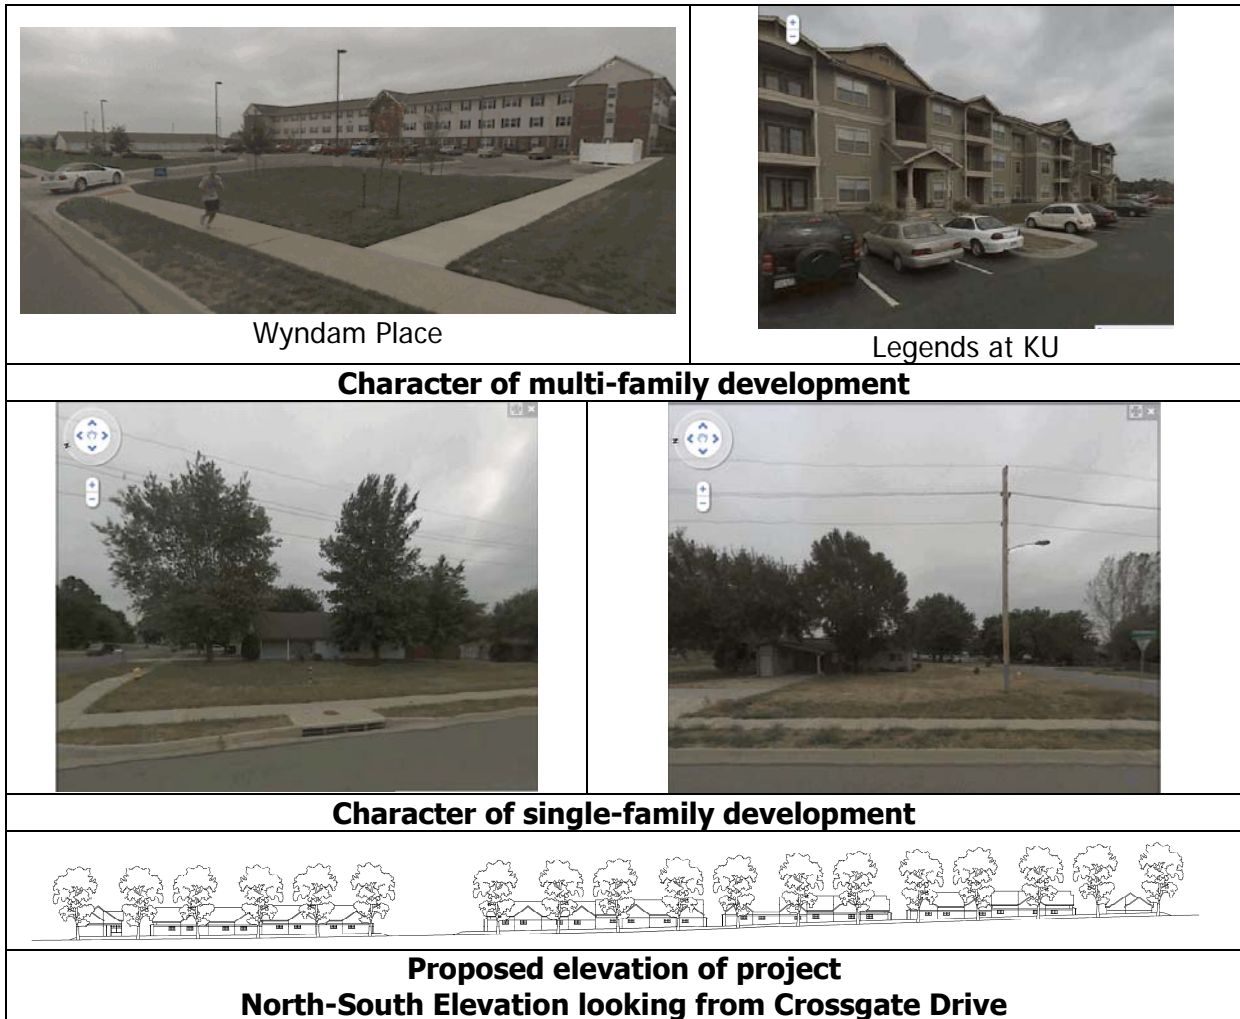 Wyndam Place
Legends at KU
Character of multi-family development
Character of single-family development
Proposed elevation of project
North-South Elevation looking from Crossgate Drive